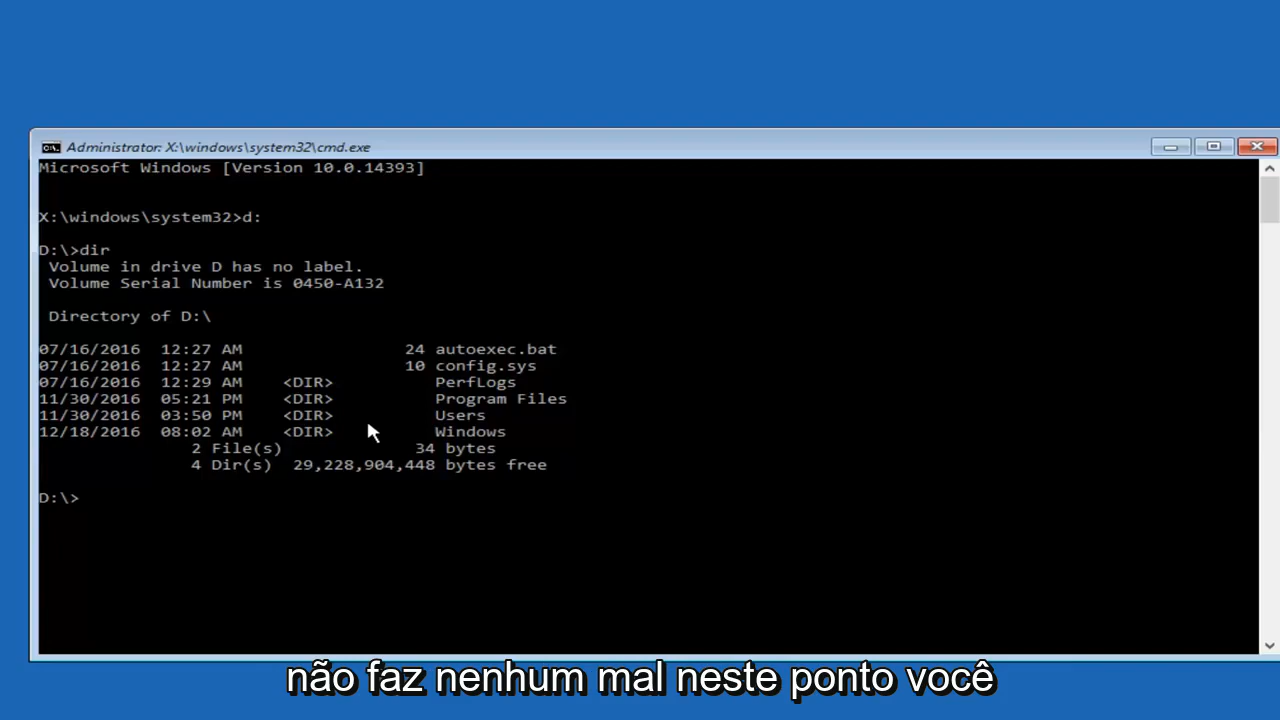 Administrator: X:\windows\system32\cmd.exe
Microsoft Windows [Version 10.0.14393]
X:\windows\system32>d:
D:\>dir
Volume in drive D has no label.
Volume Serial Number is 0450-A132
Directory of D:\
07/16/2016 12:27 AM 24 autoexec.bat
07/16/2016 12:27 AM 10 config.sys
07/16/2016 12:29 AM <DIR> PerfLogs
11/30/2016 05:21 PM <DIR> Program Files
11/30/2016 03:50 PM <DIR> Users
12/18/2016 08:02 AM <DIR> Windows
2 File(s) 34 bytes
4 Dir(s) 29,228,904,448 bytes free
D:\>
não faz nenhum mal neste ponto você